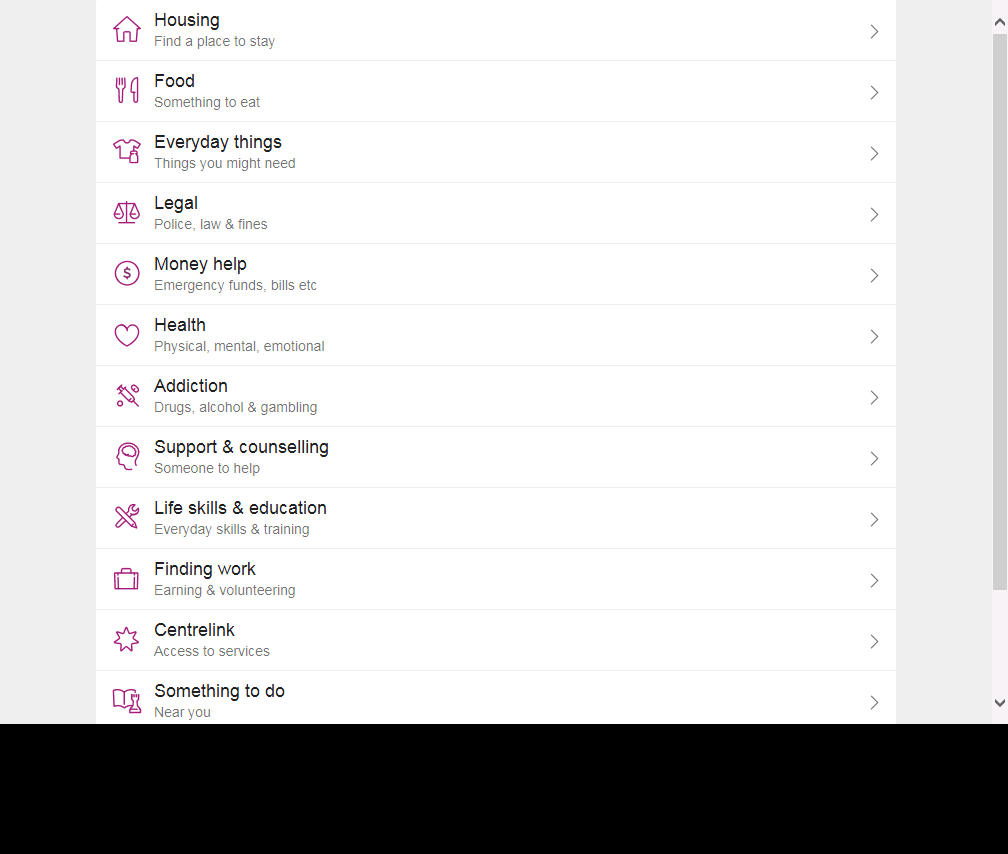 Housing
Find a place to stay
Food
Something to eat
Everyday things
Things you might need
Legal
Police, law & fines
Money help
Emergency funds, bills etc
Health
Physical, mental, emotional
Addiction
Drugs, alcohol & gambling
Support & counselling
Someone to help
Life skills & education
Everyday skills & training
Finding work
Earning & volunteering
Centrelink
Access to services
Something to do
Near you